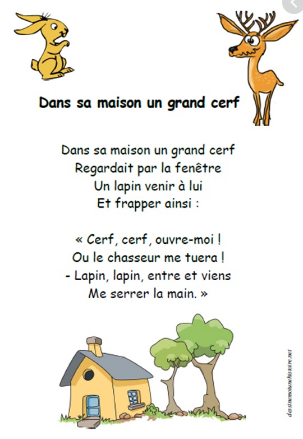 Dans sa maison un grand cerf
Dans sa maison un grand cerf
Regardait par la fenêtre
Un lapin venir à lui
Et frapper ainsi :
« Cerf, cerf, ouvre-moi !
Ou le chasseur me tuera !
- Lapin, lapin, entre et viens
Me serrer la main. »